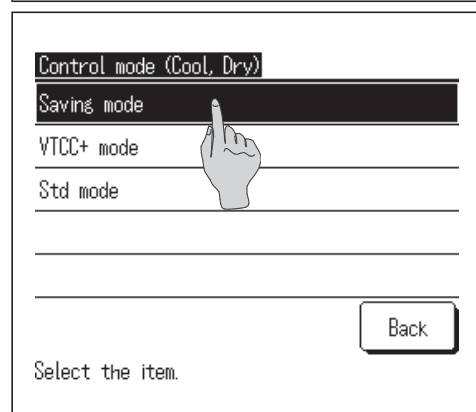 Control mode (Cool, Dry)
Saving mode
VTCC+ mode
Std mode
Back
Select the item.